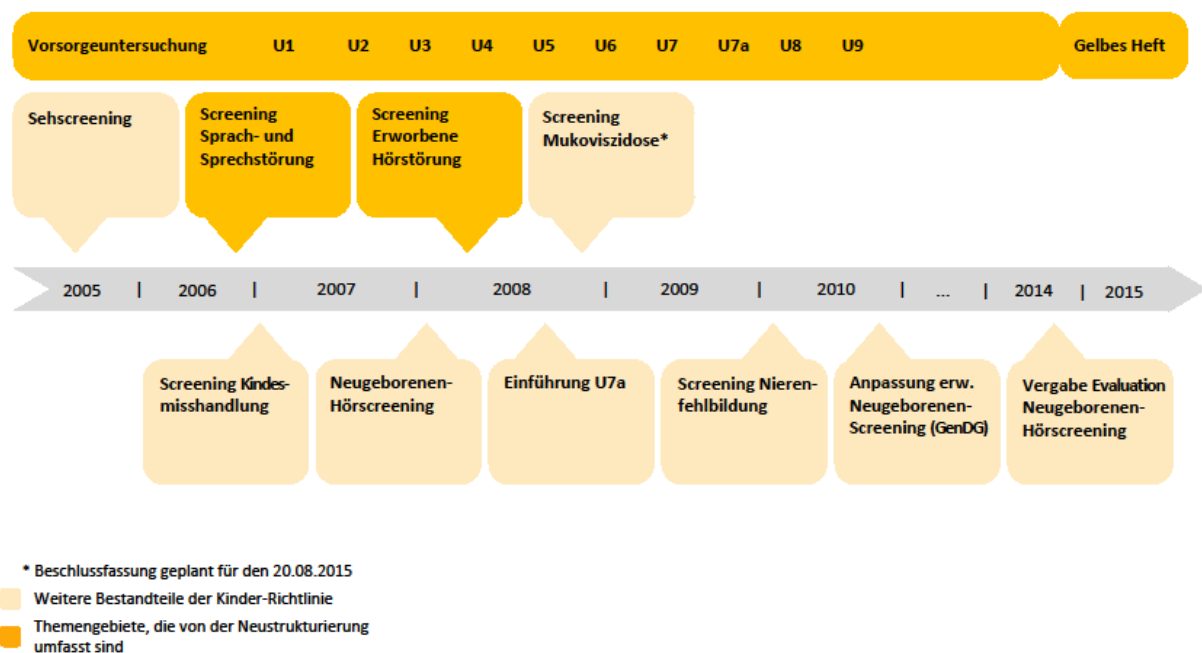 Vorsorgeuntersuchung U1 U2 U3 U4 U5 U6 U7 U7a U8 U9 Gelbes Heft
Sehscreening
Screening
Sprach- und
Sprechstörung
Screening
Erworbene
Hörstörung
Screening
Mukoviszidose*
2005 | 2006 | 2007 | 2008 | 2009 | 2010 | ... | 2014 | 2015
Screening Kindes-
misshandlung
Neugeborenen-
Hörscreening
Einführung U7a
Screening Nieren-
fehlbildung
Anpassung erw.
Neugeborenen-
Screening (GenDG)
Vergabe Evaluation
Neugeborenen-
Hörscreening
* Beschlussfassung geplant für den 20.08.2015
Weitere Bestandteile der Kinder-Richtlinie
Themengebiete, die von der Neustrukturierung
umfasst sind